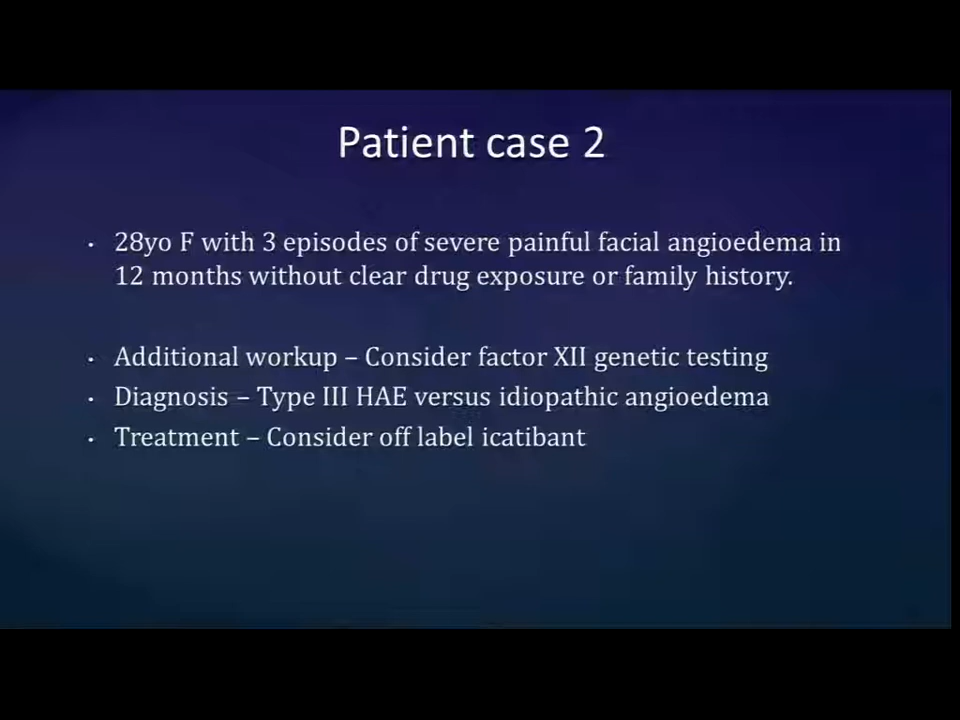 Patient case 2
• 28yo F with 3 episodes of severe painful facial angioedema in
12 months without clear drug exposure or family history.
• Additional workup – Consider factor XII genetic testing
• Diagnosis – Type III HAE versus idiopathic angioedema
• Treatment – Consider off label icatibant